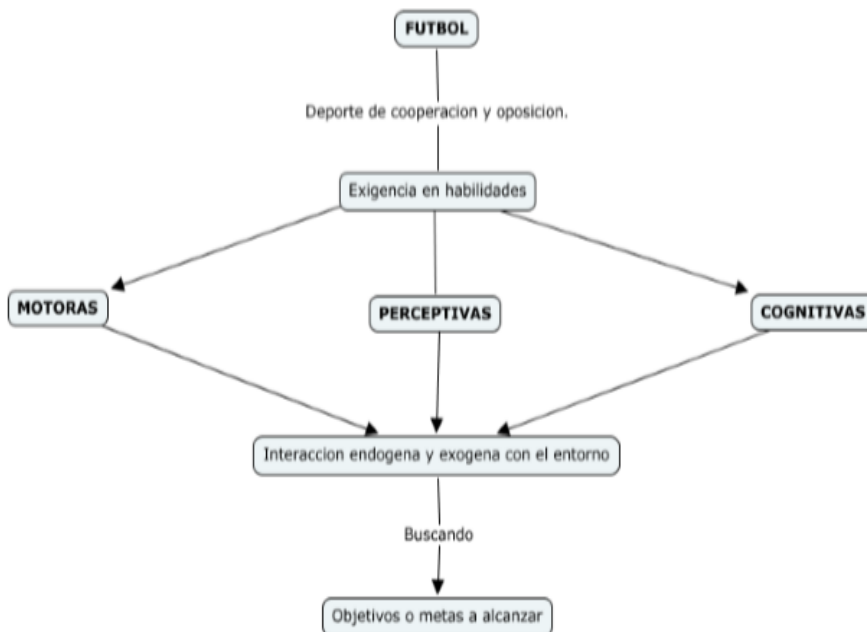 FUTBOL
Deporte de cooperacion y oposicion.
Exigencia en habilidades
MOTORAS
PERCEPTIVAS
COGNITIVAS
Interaccion endogena y exogena con el entorno
Buscando
Objetivos o metas a alcanzar